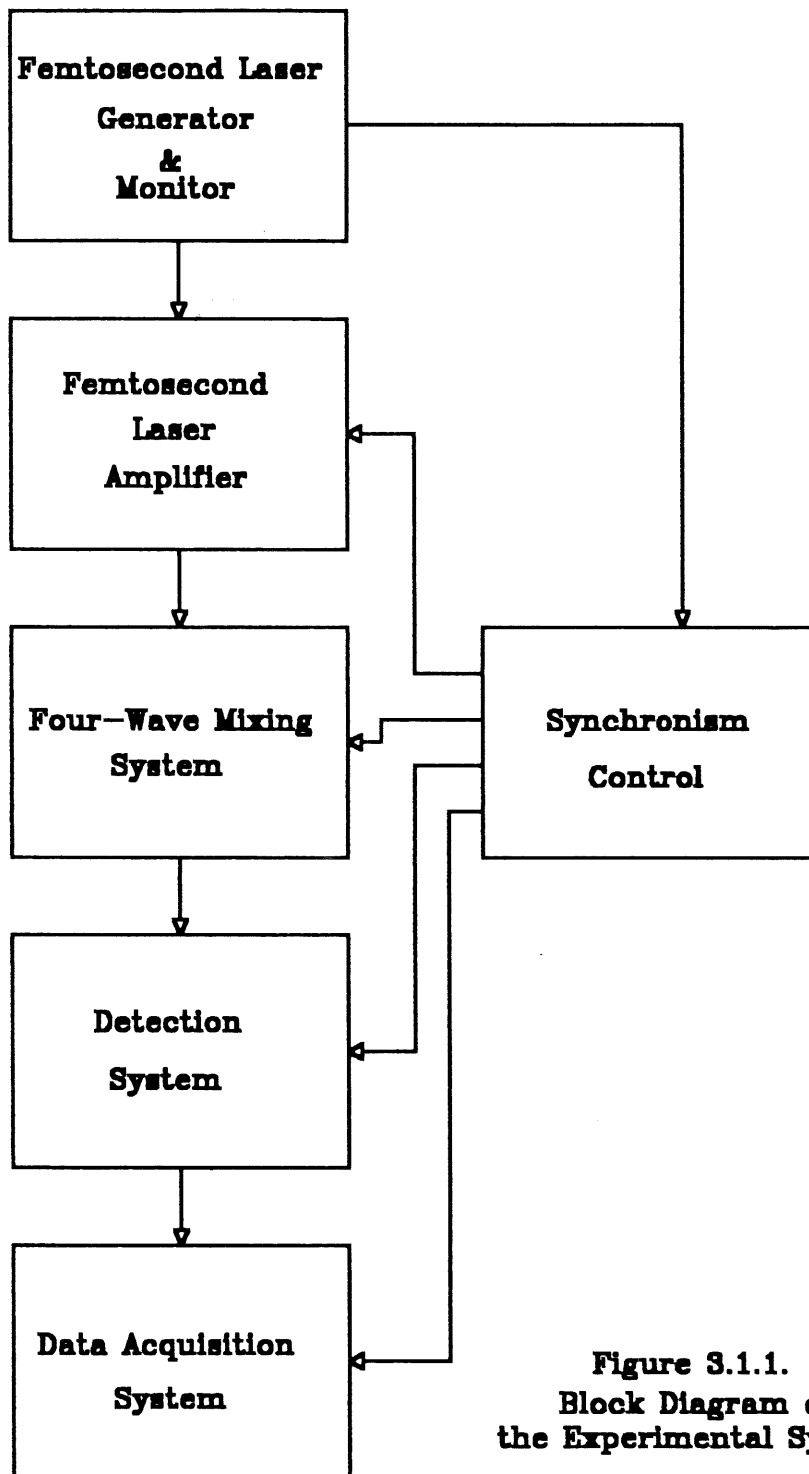 Femtosecond Laser
Generator
&
Monitor
Femtosecond
Laser
Amplifier
Four-Wave Mixing
System
Synchronism
Control
Detection
System
Data Acquisition
System
Figure 3.1.1.
Block Diagram
the Experimental